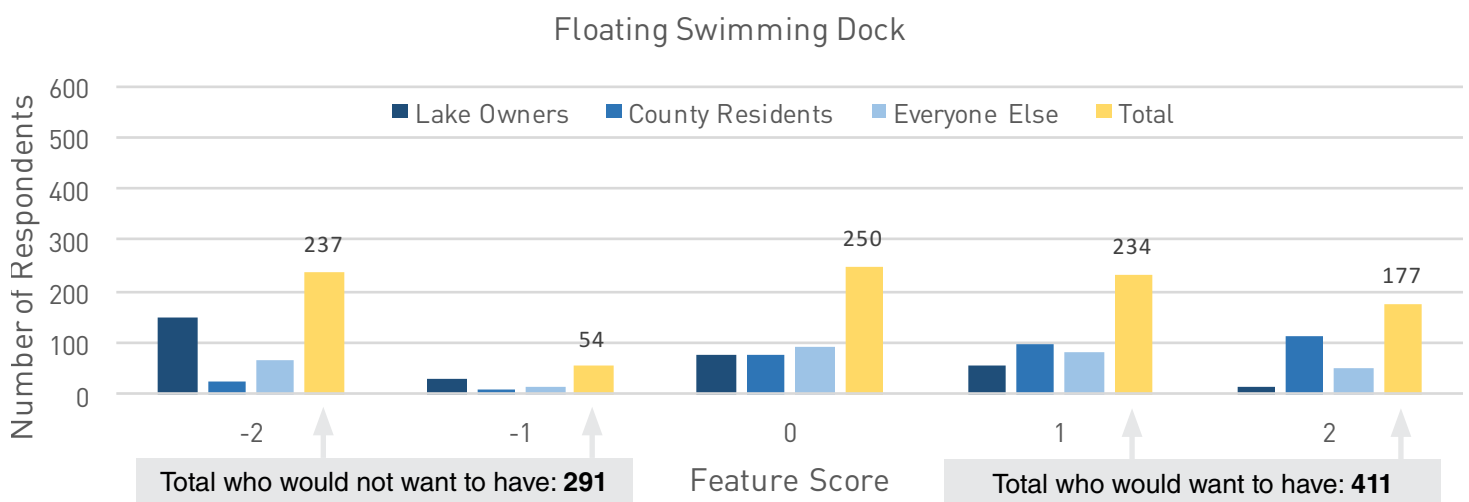 Floating Swimming Dock
Number of Respondents
600
500
400
300
200
100
0
Lake Owners County Residents Everyone Else Total
237
54
250
234
177
-2 -1 0 1 2
Total who would not want to have: 291
Feature Score
Total who would want to have: 411